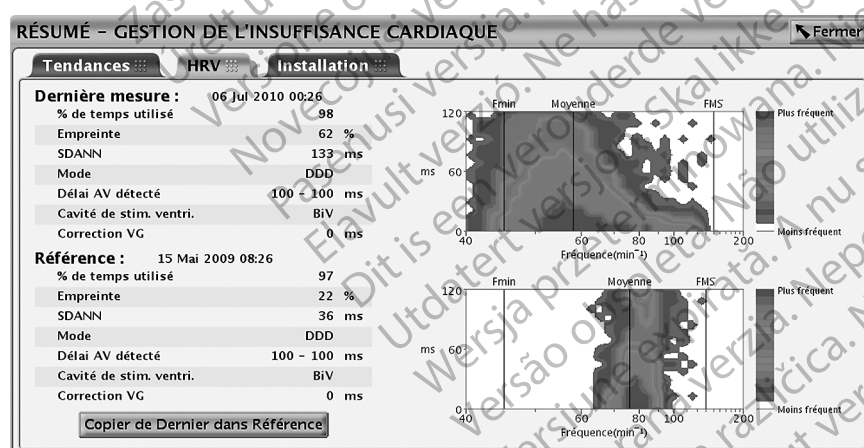 RÉSUMÉ – GESTION DE L'INSUFFISANCE CARDIAQUE
Fermer
Tendances
HRV
Installation
Dernière mesure : 06 Jul 2010 00:26
% de temps utilisé 98
Empreinte 62 %
SDANN 133 ms
Mode DDD
Délai AV détecté 100 – 100 ms
Cavité de stim. ventri. BiV
Correction VG 0 ms
Référence : 15 Mai 2009 08:26
% de temps utilisé 97
Empreinte 22 %
SDANN 36 ms
Mode DDD
Délai AV détecté 100 – 100 ms
Cavité de stim. ventri. BiV
Correction VG 0 ms
Copier de Dernier dans Référence
Fmin Moyenne FMS
120
ms 60
0
40 60 80 100 200
Fréquence(min⁻¹)
Plus fréquent
Moins fréquent
Fmin Moyenne FMS
120
ms 60
0
40 60 80 100 200
Fréquence(min⁻¹)
Plus fréquent
Moins fréquent
Dit is een verouderde
Não utiliz